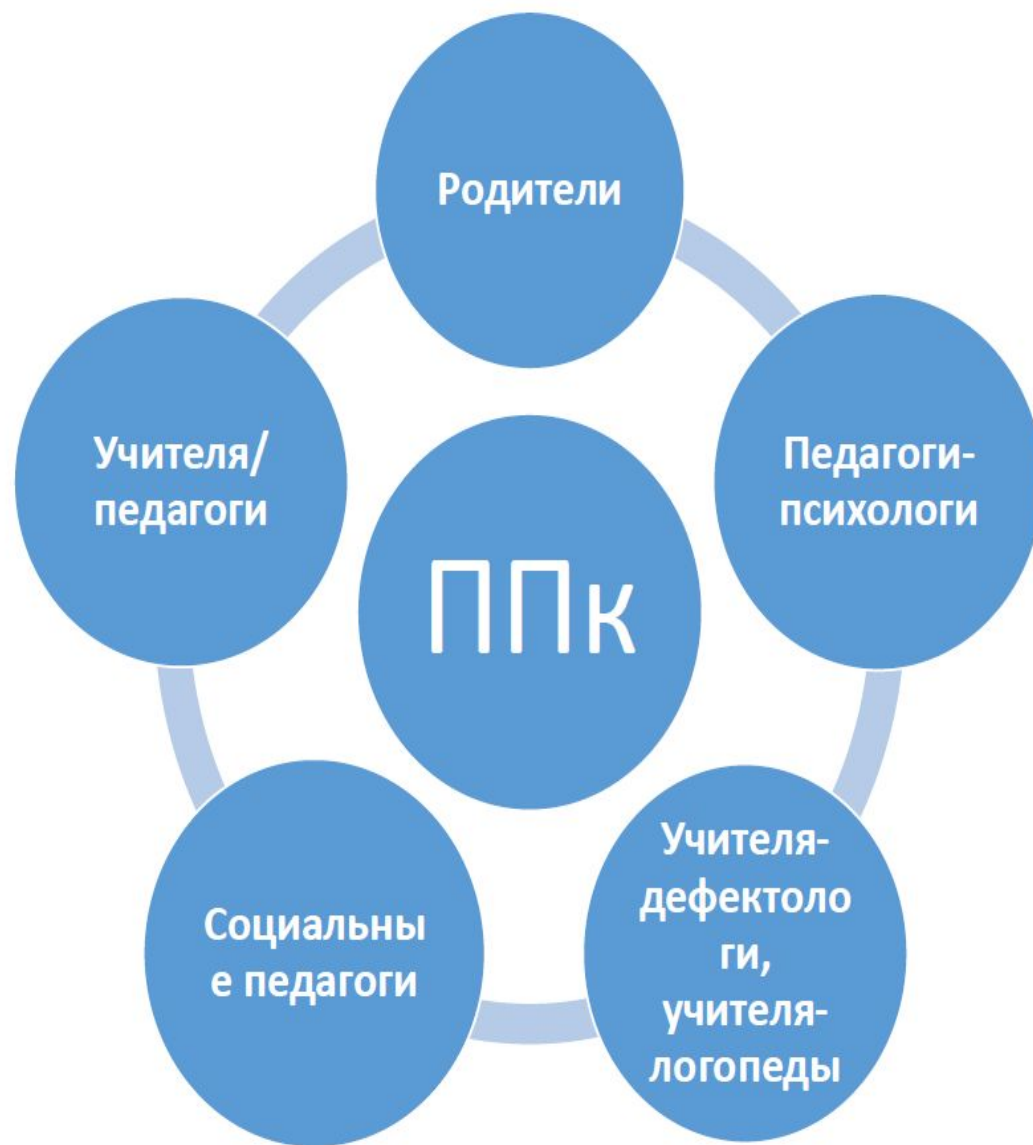 Родители
Учителя/
педагоги
Педагоги-
психологи
ППк
Социальны
е педагоги
Учителя-
дефектоло
ги,
учителя-
логопеды